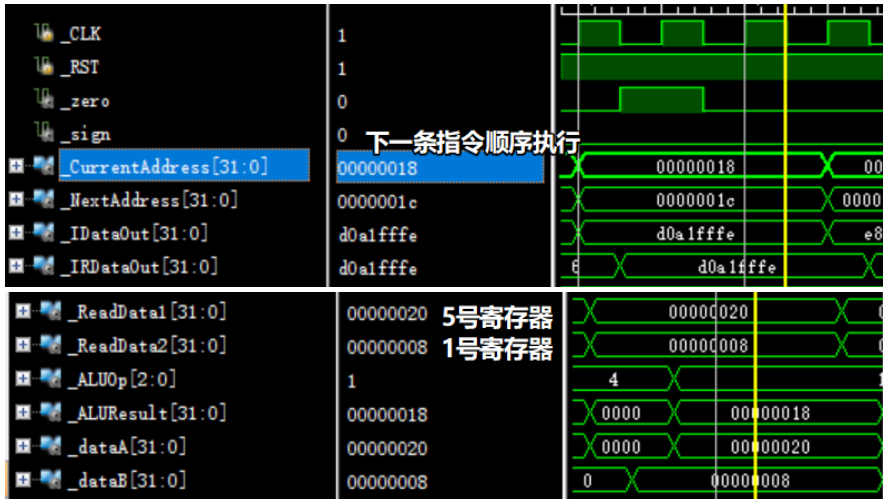 _CLK 1
_RST 1
_zero 0
_sign 0
下一条指令顺序执行
_CurrentAddress[31:0] 00000018 00000018 00
_NextAddress[31:0] 0000001c 0000001c 0000
_IDataOut[31:0] d0a1fffe d0a1fffe e8
_IRDataOut[31:0] d0a1fffe 6 d0a1fffe
_ReadData1[31:0] 00000020 5号寄存器 00000020
_ReadData2[31:0] 00000008 1号寄存器 00000008
_ALUOp[2:0] 1 4 1
_ALUResult[31:0] 00000018 0000 00000018
_dataA[31:0] 00000020 0000 00000020
_dataB[31:0] 00000008 0 00000008